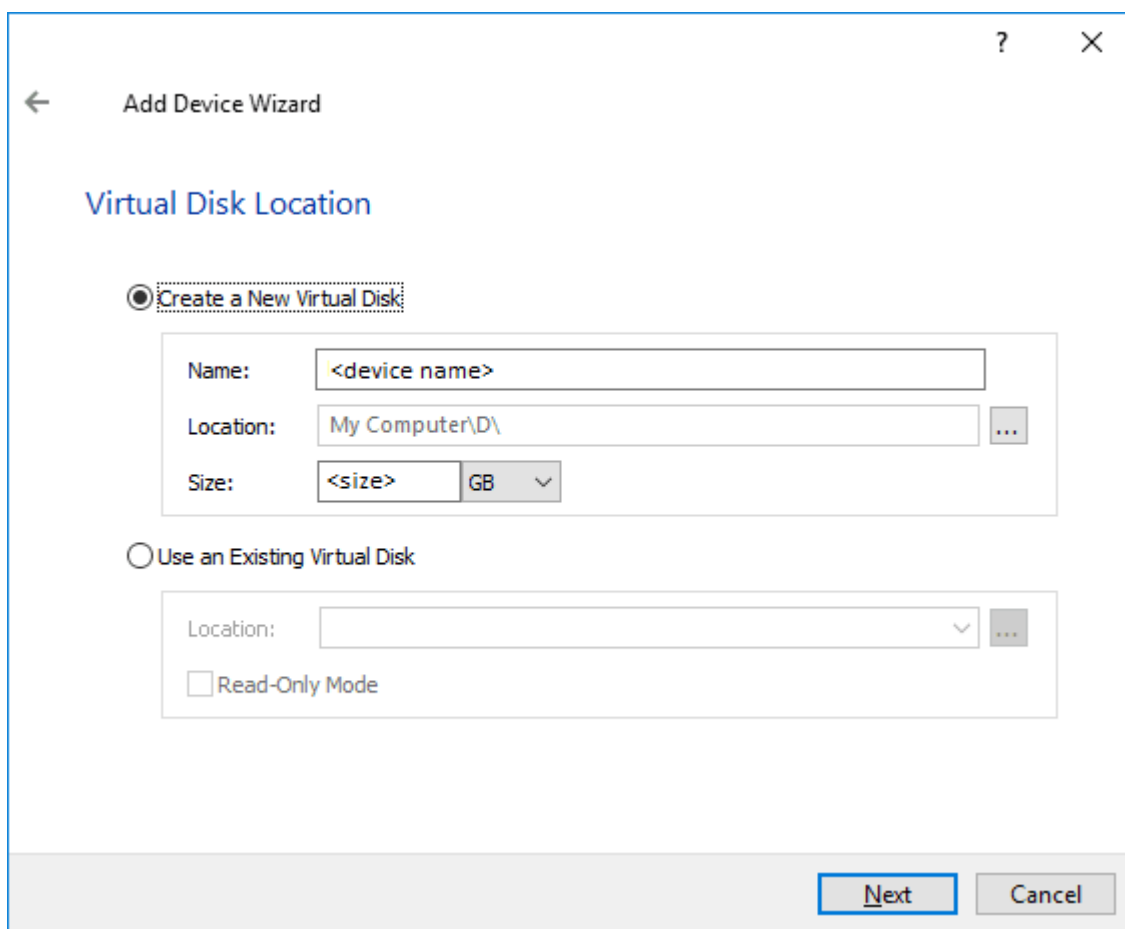 ?
Add Device Wizard
Virtual Disk Location
Create a New Virtual Disk
Name: <device name>
Location: My Computer\D\ ...
Size: <size> GB
Use an Existing Virtual Disk
Location: ...
Read-Only Mode
Next Cancel